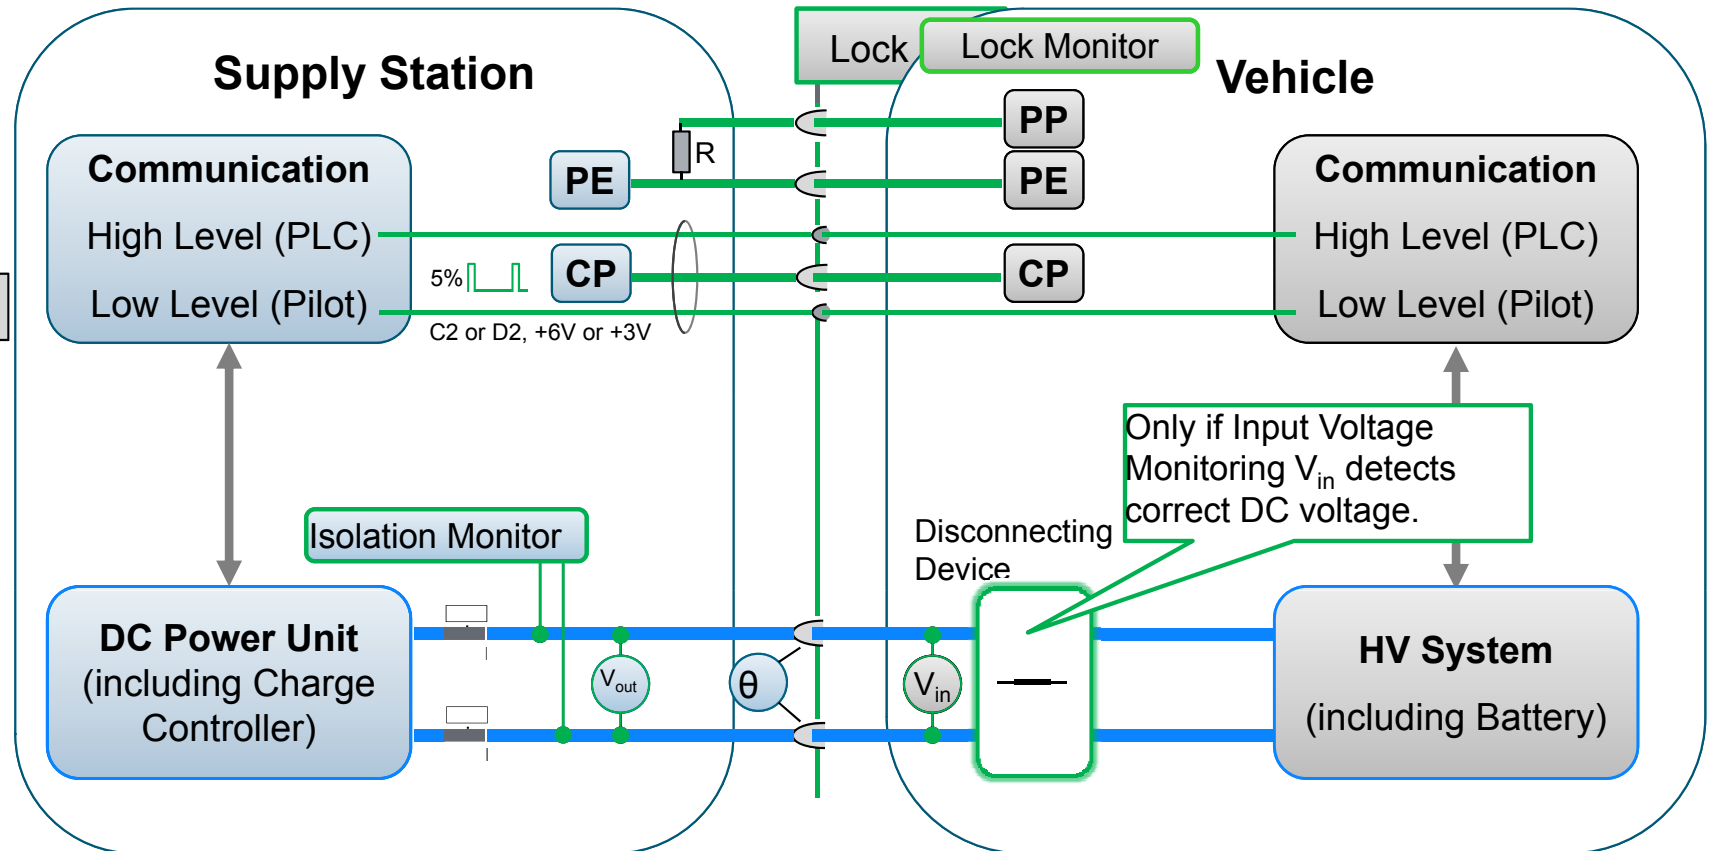 Lock
Lock Monitor
Supply Station
Vehicle
PP
R
PE
PE
Communication
High Level (PLC)
Low Level (Pilot)
5%
CP
CP
C2 or D2, +6V or +3V
Communication
High Level (PLC)
Low Level (Pilot)
Only if Input Voltage
Monitoring Vin detects
correct DC voltage.
Isolation Monitor
Disconnecting
Device
DC Power Unit
(including Charge
Controller)
Vout
θ
Vin
HV System
(including Battery)